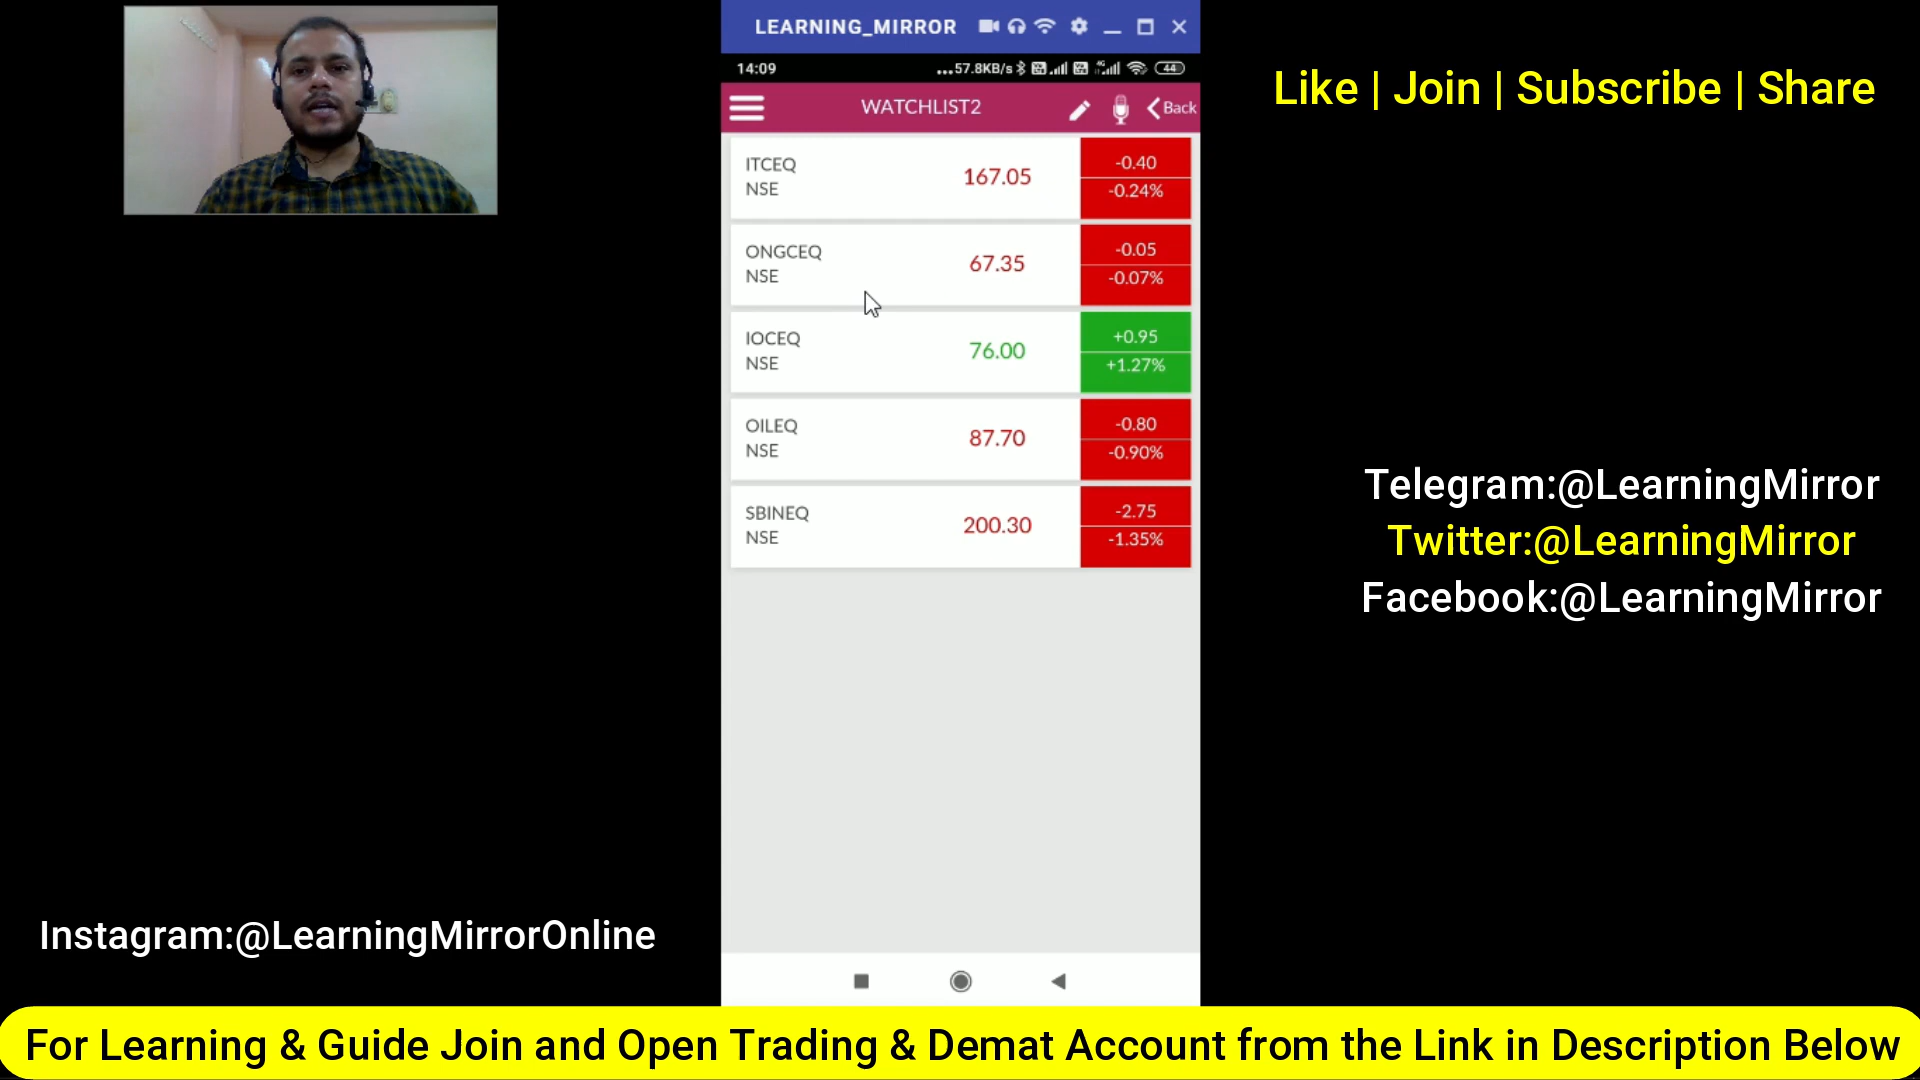 LEARNING_MIRROR
14:09
...57.8KB/s
4G
44
WATCHLIST2
Back
ITCEQ
NSE
167.05
-0.40
-0.24%
ONGCEQ
NSE
67.35
-0.05
-0.07%
IOCEQ
NSE
76.00
+0.95
+1.27%
OILEQ
NSE
87.70
-0.80
-0.90%
SBINEQ
NSE
200.30
-2.75
-1.35%
Like | Join | Subscribe | Share
Telegram:@LearningMirror
Twitter:@LearningMirror
Facebook:@LearningMirror
Instagram:@LearningMirrorOnline
For Learning & Guide Join and Open Trading & Demat Account from the Link in Description Below